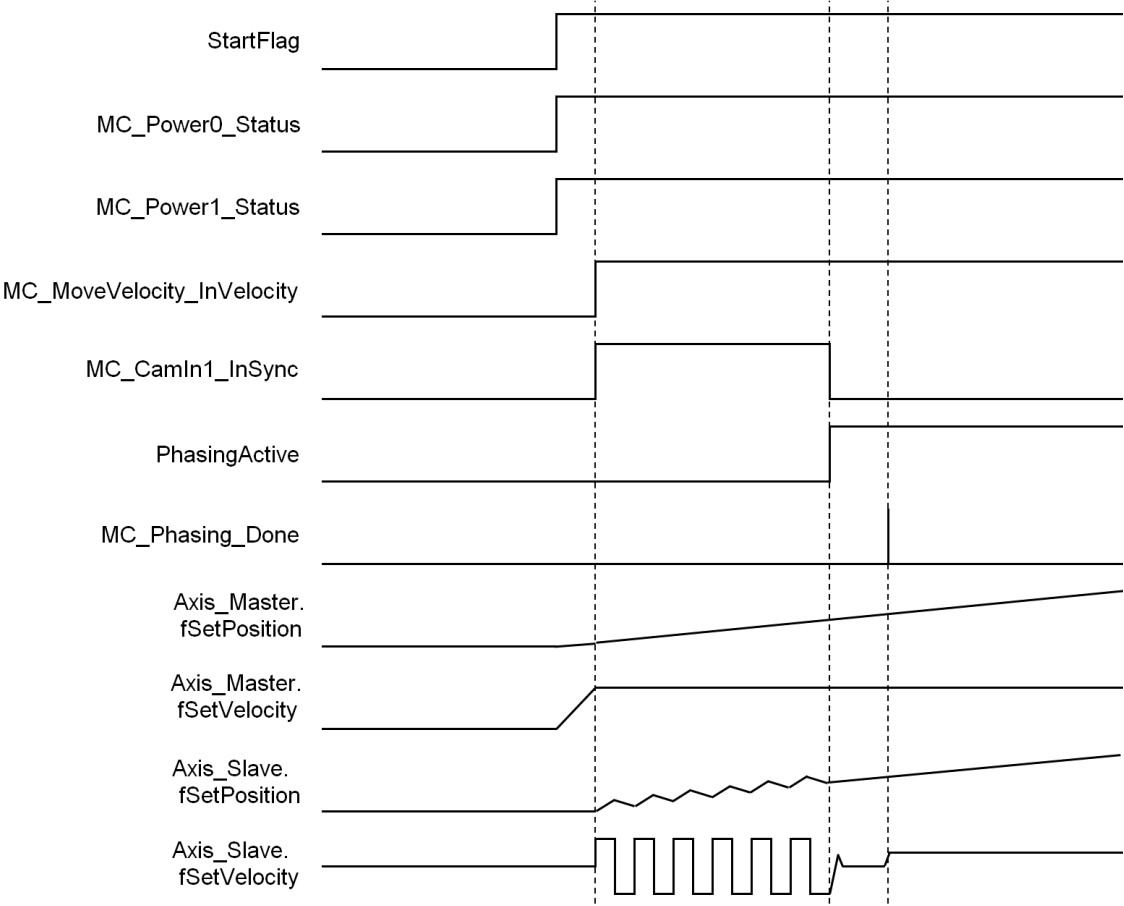 StartFlag
MC_Power0_Status
MC_Power1_Status
MC_MoveVelocity_InVelocity
MC_CamIn1_InSync
PhasingActive
MC_Phasing_Done
Axis_Master.
fSetPosition
Axis_Master.
fSetVelocity
Axis_Slave.
fSetPosition
Axis_Slave.
fSetVelocity